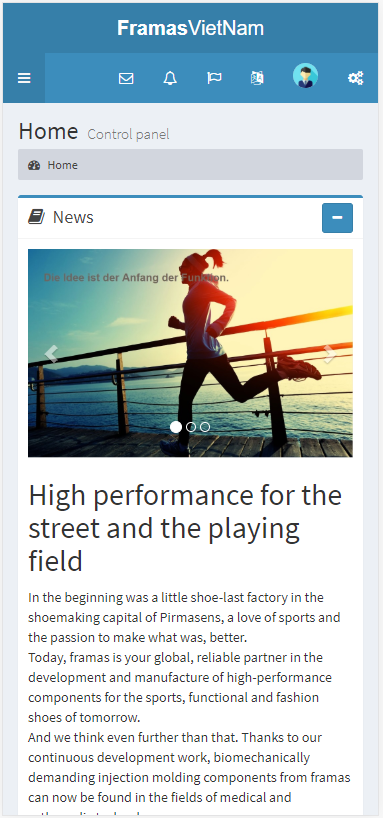 FramasVietNam
Home Control panel
Home
News
Die Idee ist der Anfang der Funktion.
High performance for the
street and the playing
field
In the beginning was a little shoe-last factory in the
shoemaking capital of Pirmasens, a love of sports and
the passion to make what was, better.
Today, framas is your global, reliable partner in the
development and manufacture of high-performance
components for the sports, functional and fashion
shoes of tomorrow.
And we think even further than that. Thanks to our
continuous development work, biomechanically
demanding injection molding components from framas
can now be found in the fields of medical and